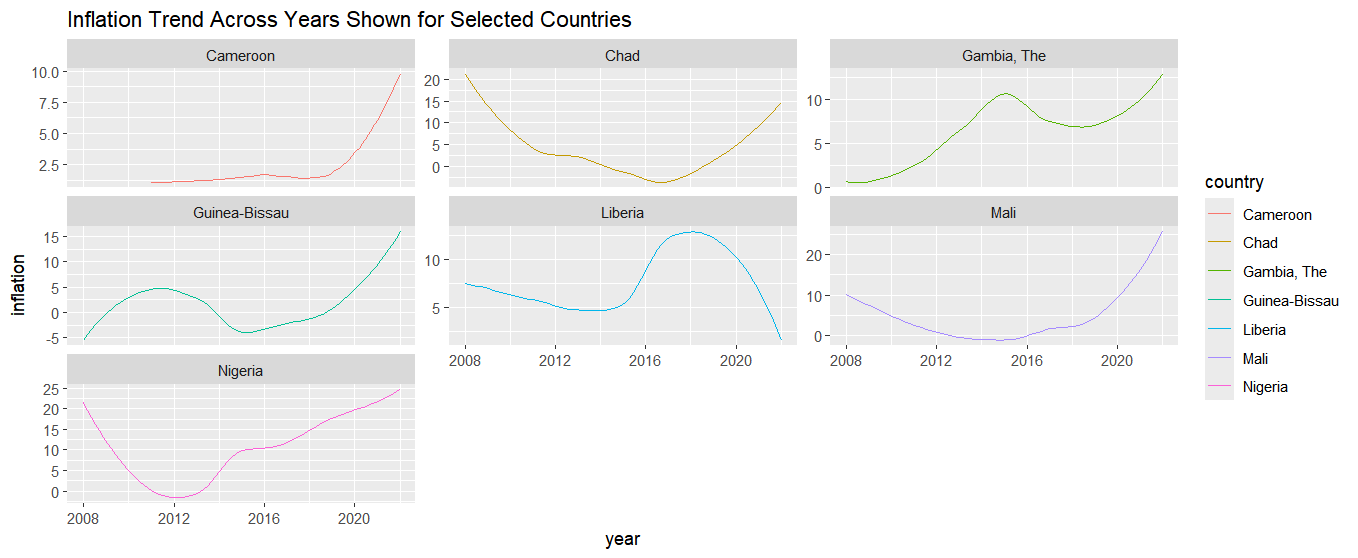 Inflation Trend Across Years Shown for Selected Countries
Cameroon
10.0
7.5
5.0
2.5
Chad
20
15
10
5
0
Gambia, The
10
5
0
Guinea-Bissau
15
10
5
0
-5
Liberia
10
5
2008 2012 2016 2020
Mali
20
10
0
2008 2012 2016 2020
Nigeria
25
20
15
10
5
0
2008 2012 2016 2020
inflation
year
country
Cameroon
Chad
Gambia, The
Guinea-Bissau
Liberia
Mali
Nigeria